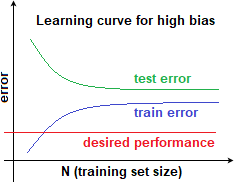 Learning curve for high bias
test error
train error
desired performance
error
N (training set size)